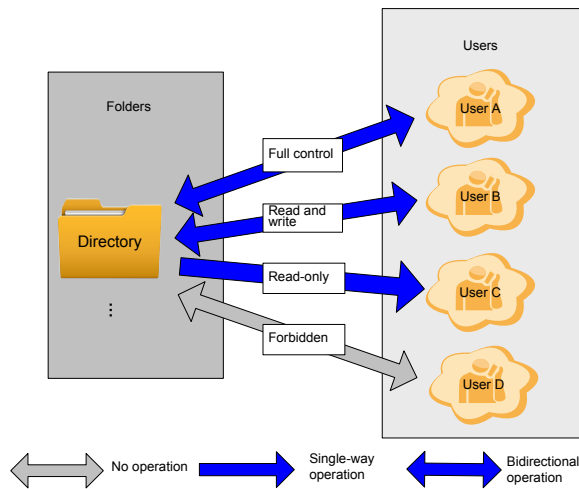 Users
Folders
User A
Full control
User B
Read and
write
Directory
Read-only
User C
...
Forbidden
User D
No operation
Single-way
operation
Bidirectional
operation